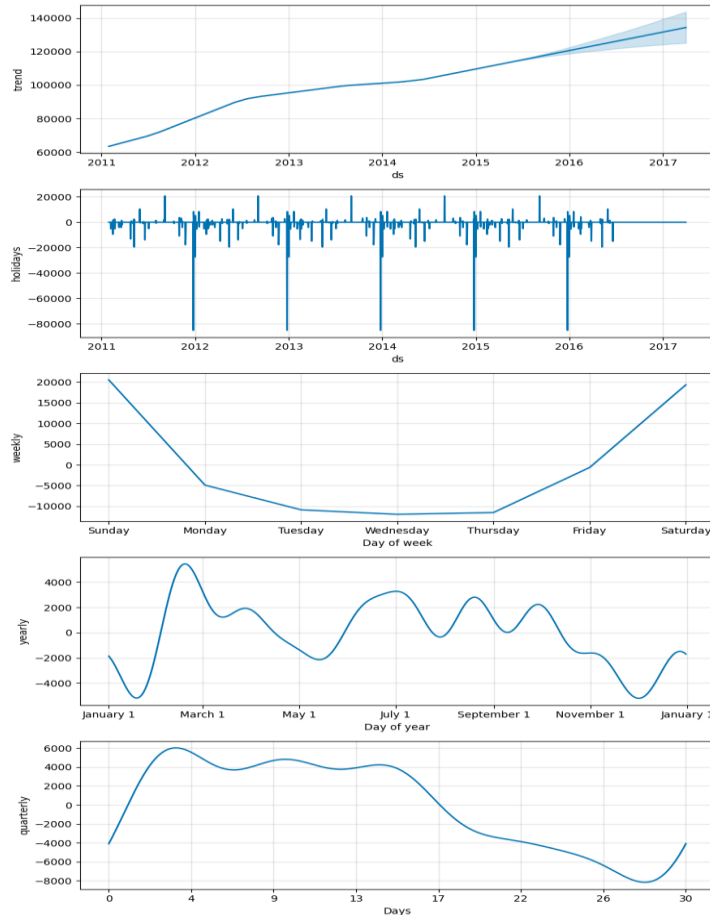 140000
120000
100000
80000
60000
trend
2011 2012 2013 2014 2015 2016 2017
ds
20000
0
−20000
−40000
−60000
−80000
holidays
2011 2012 2013 2014 2015 2016 2017
ds
20000
15000
10000
5000
0
−5000
−10000
weekly
Sunday Monday Tuesday Wednesday Thursday Friday Saturday
Day of week
4000
2000
0
−2000
−4000
yearly
January 1 March 1 May 1 July 1 September 1 November 1 January 1
Day of year
6000
4000
2000
0
−2000
−4000
−6000
−8000
quarterly
0 4 9 13 17 22 26 30
Days